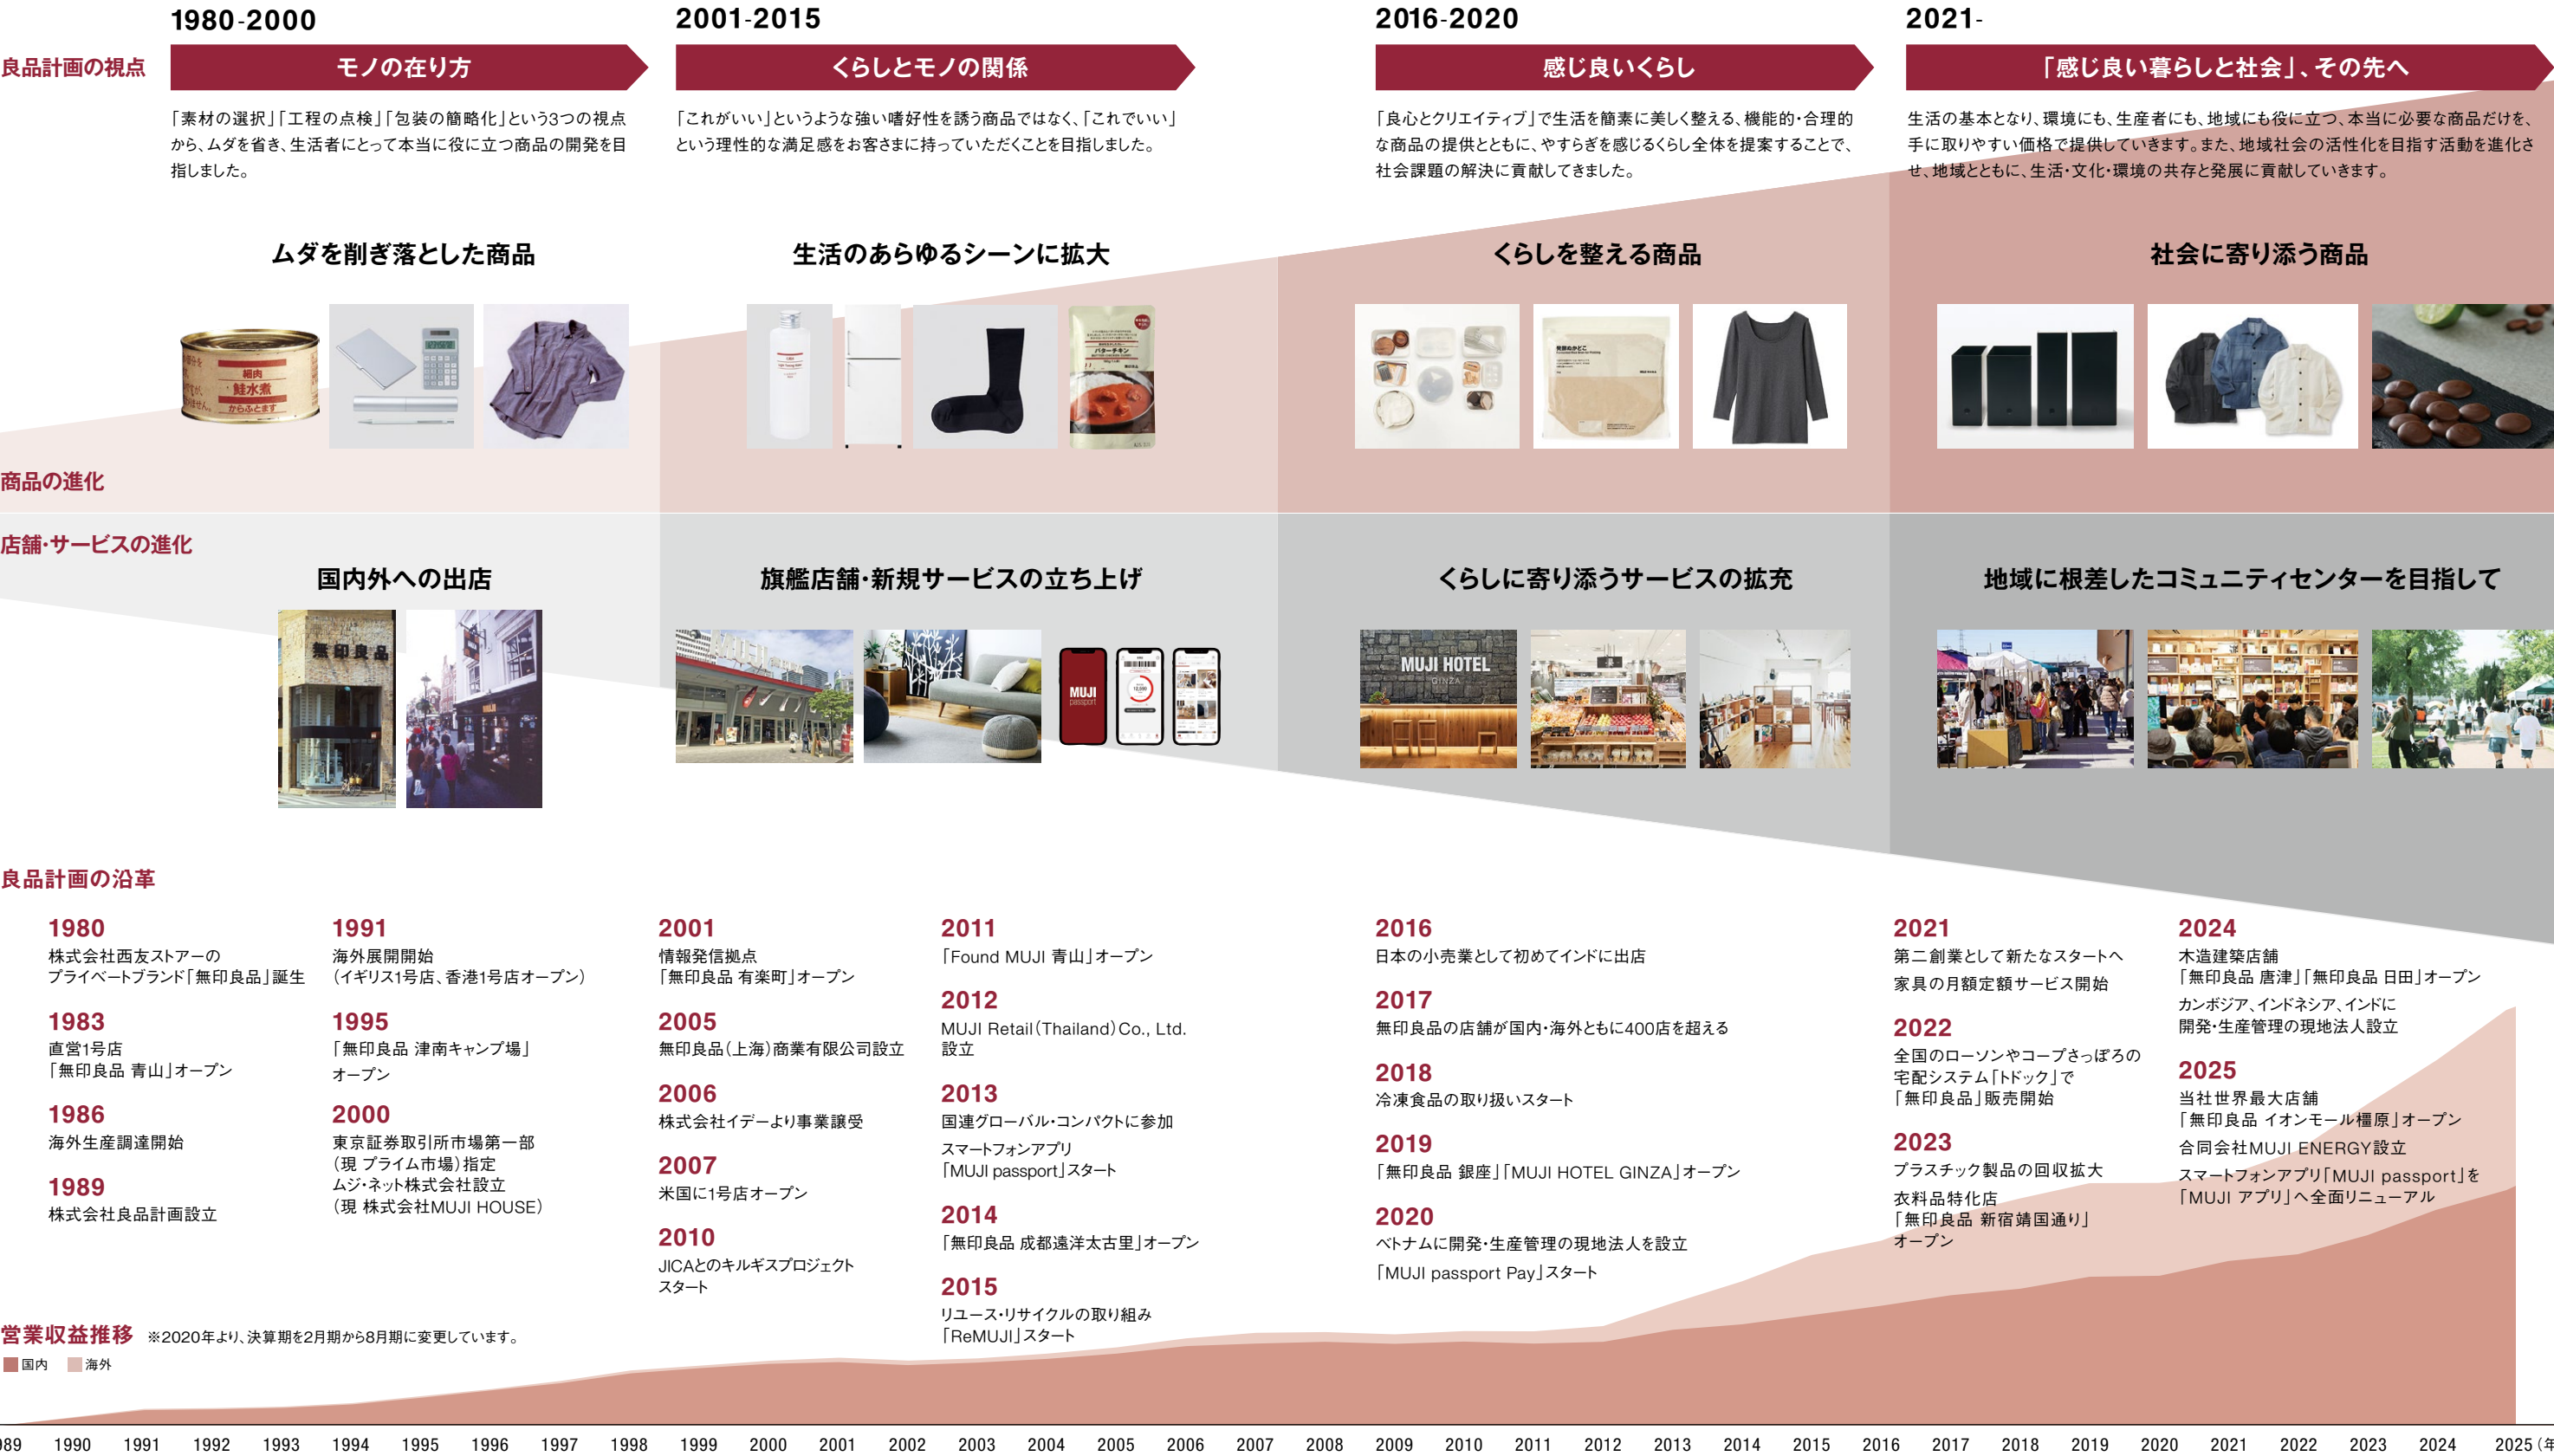 1980-2000
2001-2015
2016-2020
2021-
良品計画の視点
モノの在り方
くらしとモノの関係
感じ良いくらし
「感じ良い暮らしと社会」、その先へ
「素材の選択」「工程の点検」「包装の簡略化」という3つの視点
から、ムダを省き、生活者にとって本当に役に立つ商品の開発を目
指しました。
「これがいい」というような強い嗜好性を誘う商品ではなく、「これでいい」
という理性的な満足感をお客さまに持っていただくことを目指しました。
「良心とクリエイティブ」で生活を簡素に美しく整える、機能的・合理的
な商品の提供とともに、やすらぎを感じるくらし全体を提案することで、
社会課題の解決に貢献してきました。
生活の基本となり、環境にも、生産者にも、地域にも役に立つ、本当に必要な商品だけを、
手に取りやすい価格で提供していきます。また、地域社会の活性化を目指す活動を進化さ
せ、地域とともに、生活・文化・環境の共存と発展に貢献していきます。
ムダを削ぎ落とした商品
生活のあらゆるシーンに拡大
くらしを整える商品
社会に寄り添う商品
細肉
鮭水煮
からふとます
バターチキン
発酵ぬかどこ
商品の進化
店舗・サービスの進化
国内外への出店
旗艦店舗・新規サービスの立ち上げ
くらしに寄り添うサービスの拡充
地域に根差したコミュニティセンターを目指して
無印良品
MUJI
MUJI
passport
MUJI HOTEL
GINZA
良品計画の沿革
1980
株式会社西友ストアーの
プライベートブランド「無印良品」誕生
1983
直営1号店
「無印良品 青山」オープン
1986
海外生産調達開始
1989
株式会社良品計画設立
1991
海外展開開始
（イギリス1号店、香港1号店オープン）
1995
「無印良品 津南キャンプ場」
オープン
2000
東京証券取引所市場第一部
（現 プライム市場）指定
ムジ・ネット株式会社設立
（現 株式会社MUJI HOUSE）
2001
情報発信拠点
「無印良品 有楽町」オープン
2005
無印良品（上海）商業有限公司設立
2006
株式会社イデーより事業譲受
2007
米国に1号店オープン
2010
JICAとのキルギスプロジェクト
スタート
2011
「Found MUJI 青山」オープン
2012
MUJI Retail（Thailand）Co., Ltd.
設立
2013
国連グローバル・コンパクトに参加
スマートフォンアプリ
「MUJI passport」スタート
2014
「無印良品 成都遠洋太古里」オープン
2015
リユース・リサイクルの取り組み
「ReMUJI」スタート
2016
日本の小売業として初めてインドに出店
2017
無印良品の店舗が国内・海外ともに400店を超える
2018
冷凍食品の取り扱いスタート
2019
「無印良品 銀座」「MUJI HOTEL GINZA」オープン
2020
ベトナムに開発・生産管理の現地法人を設立
「MUJI passport Pay」スタート
2021
第二創業として新たなスタートへ
家具の月額定額サービス開始
2022
全国のローソンやコープさっぽろの
宅配システム「トドック」で
「無印良品」販売開始
2023
プラスチック製品の回収拡大
衣料品特化店
「無印良品 新宿靖国通り」
オープン
2024
木造建築店舗
「無印良品 唐津」「無印良品 日田」オープン
カンボジア、インドネシア、インドに
開発・生産管理の現地法人設立
2025
当社世界最大店舗
「無印良品 イオンモール橿原」オープン
合同会社MUJI ENERGY設立
スマートフォンアプリ「MUJI passport」を
「MUJI アプリ」へ全面リニューアル
営業収益推移 ※2020年より、決算期を2月期から8月期に変更しています。
国内 海外
989 1990 1991 1992 1993 1994 1995 1996 1997 1998 1999 2000 2001 2002 2003 2004 2005 2006 2007 2008 2009 2010 2011 2012 2013 2014 2015 2016 2017 2018 2019 2020 2021 2022 2023 2024 2025（年